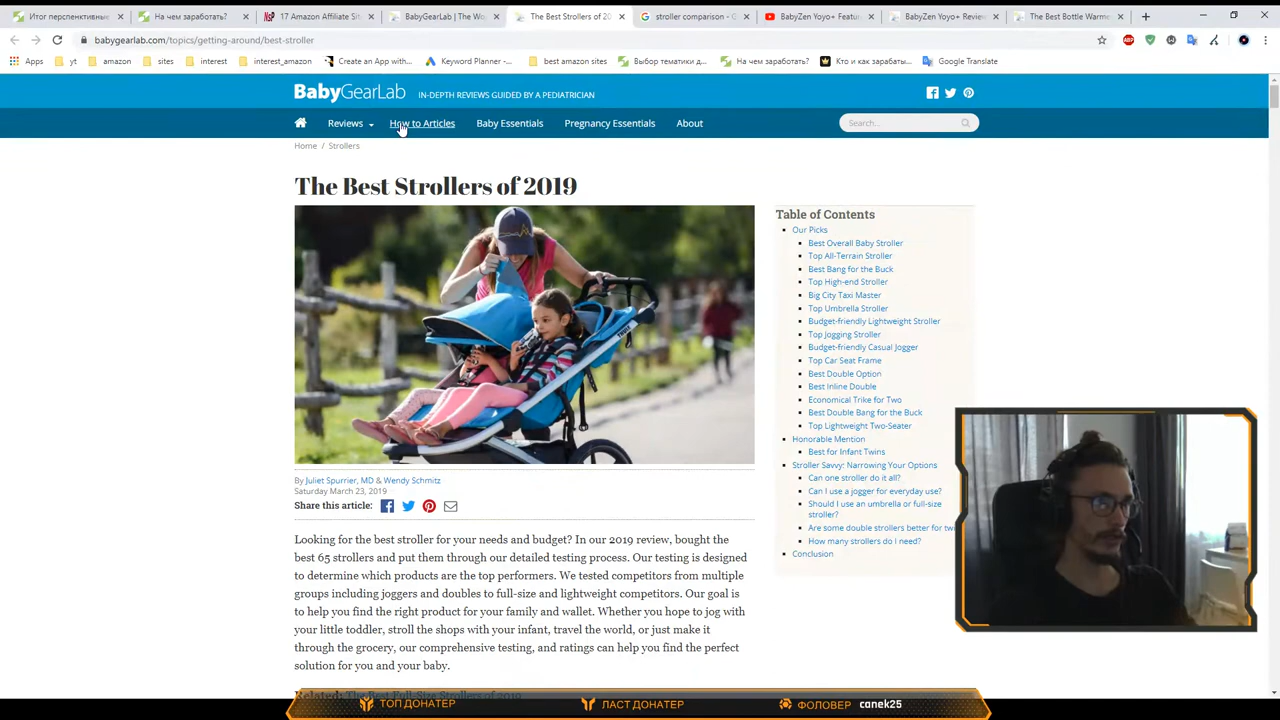 Итог перспективные
На чем заработать?
17 Amazon Affiliate Sit
BabyGearLab | The Wo
The Best Strollers of 20
stroller comparison - G
BabyZen Yoyo+ Featu
BabyZen Yoyo+ Review
The Best Bottle Warme
babygearlab.com/topics/getting-around/best-stroller
Apps
yt
amazon
sites
interest
interest_amazon
Create an App with...
Keyword Planner -...
best amazon sites
Выбор тематики д...
На чем заработать?
Кто и как зарабаты...
Google Translate
BabyGearLab
IN-DEPTH REVIEWS GUIDED BY A PEDIATRICIAN
Reviews
How to Articles
Baby Essentials
Pregnancy Essentials
About
Search...
Home / Strollers
The Best Strollers of 2019
THULE
By Juliet Spurrier, MD & Wendy Schmitz
Saturday March 23, 2019
Share this article:
Looking for the best stroller for your needs and budget? In our 2019 review, bought the
best 65 strollers and put them through our detailed testing process. Our testing is designed
to determine which products are the top performers. We tested competitors from multiple
groups including joggers and doubles to full-size and lightweight competitors. Our goal is
to help you find the right product for your family and wallet. Whether you hope to jog with
your little toddler, stroll the shops with your infant, travel the world, or just make it
through the grocery, our comprehensive testing, and ratings can help you find the perfect
solution for you and your baby.
Related: The Best Full-Size Strollers of 2019
Table of Contents
Our Picks
Best Overall Baby Stroller
Top All-Terrain Stroller
Best Bang for the Buck
Top High-end Stroller
Big City Taxi Master
Top Umbrella Stroller
Budget-friendly Lightweight Stroller
Top Jogging Stroller
Budget-friendly Casual Jogger
Top Car Seat Frame
Best Double Option
Best Inline Double
Economical Trike for Two
Best Double Bang for the Buck
Top Lightweight Two-Seater
Honorable Mention
Best for Infant Twins
Stroller Savvy: Narrowing Your Options
Can one stroller do it all?
Can I use a jogger for everyday use?
Should I use an umbrella or full-size
stroller?
Are some double strollers better for tw
How many strollers do I need?
Conclusion
ТОП ДОНАТЕР
ЛАСТ ДОНАТЕР
ФОЛОВЕР canek25